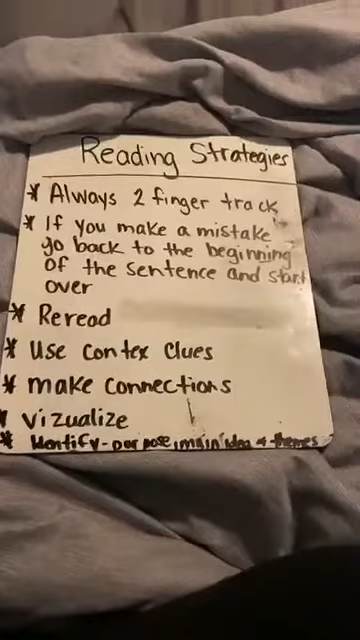 Reading Strategies
* Always 2 finger track
* If you make a mistake
go back to the beginning
of the sentence and start
over
* Reread
* Use Contex Clues
* make connections
* vizualize
* Identify - purpose, main idea + themes